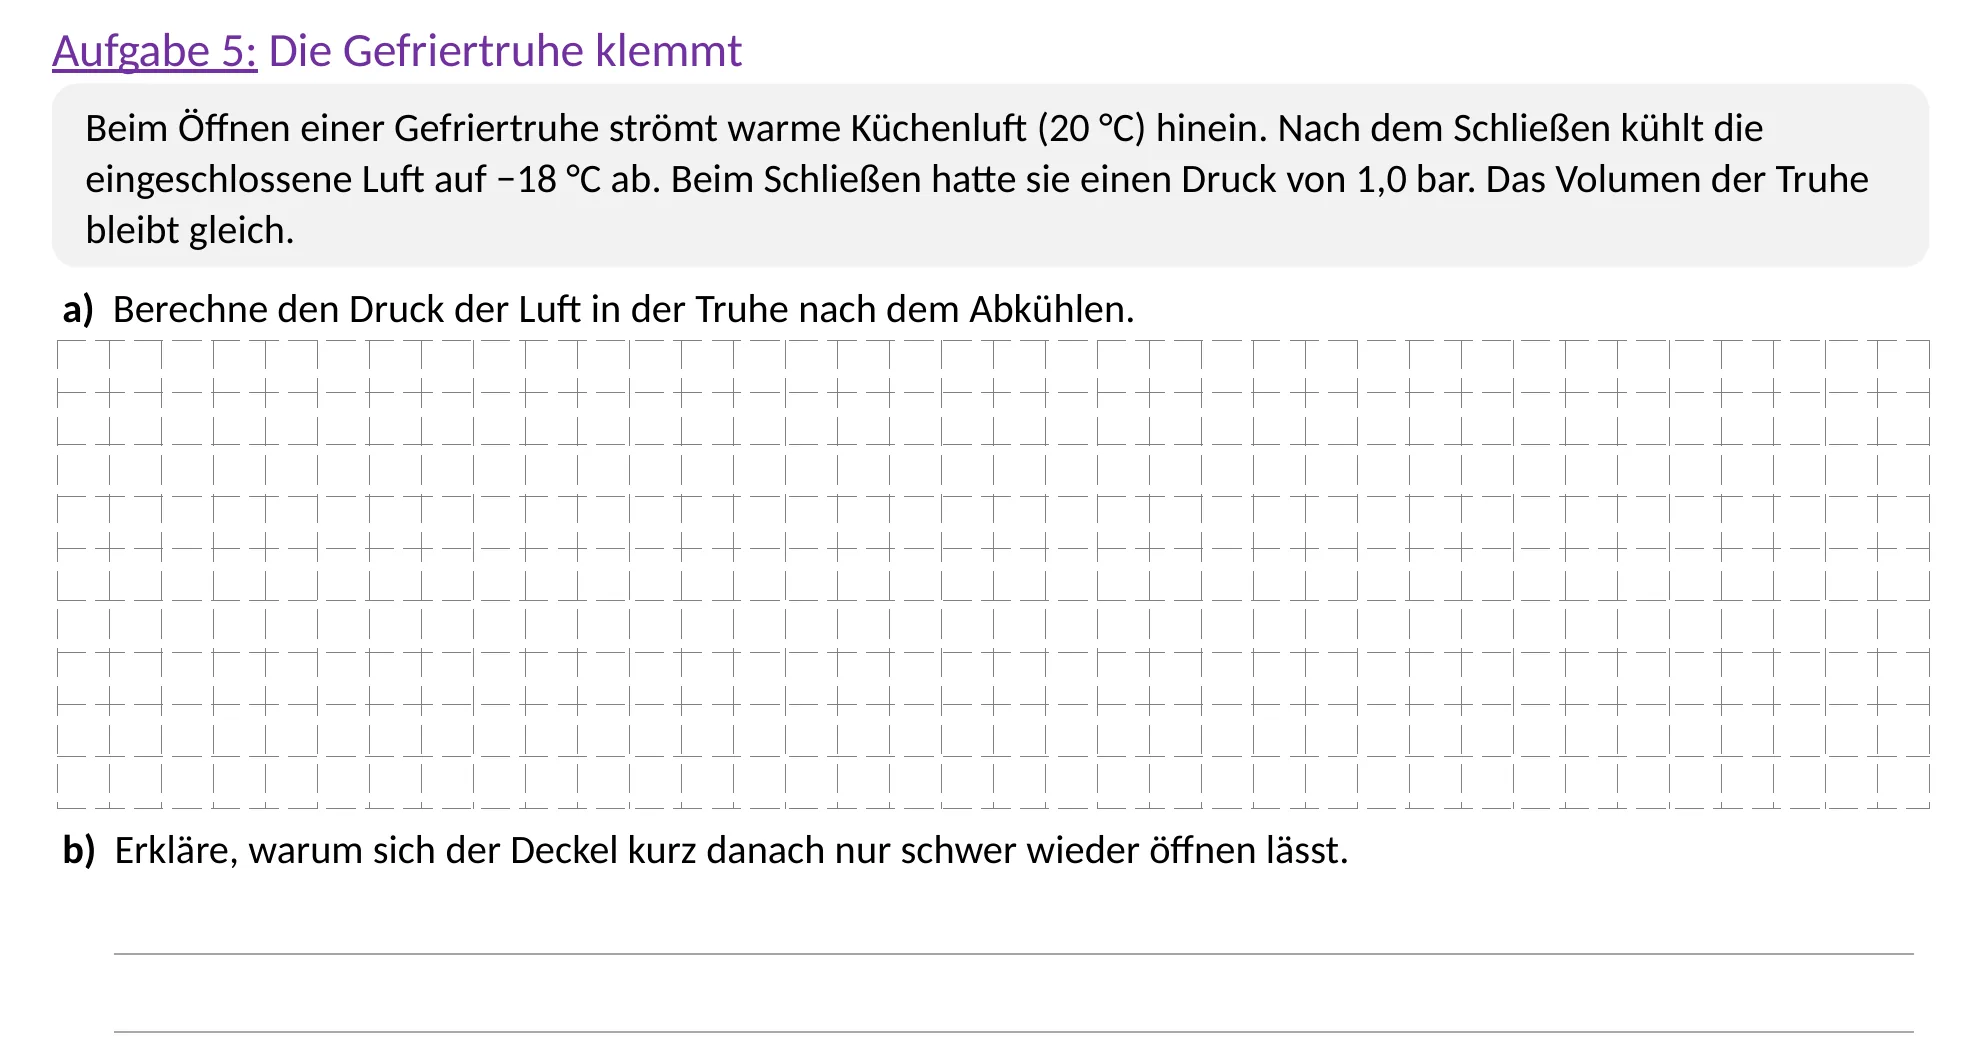 Aufgabe 5: Die Gefriertruhe klemmt
Beim Öffnen einer Gefriertruhe strömt warme Küchenluft (20 °C) hinein. Nach dem Schließen kühlt die
eingeschlossene Luft auf −18 °C ab. Beim Schließen hatte sie einen Druck von 1,0 bar. Das Volumen der Truhe
bleibt gleich.
a) Berechne den Druck der Luft in der Truhe nach dem Abkühlen.
b) Erkläre, warum sich der Deckel kurz danach nur schwer wieder öffnen lässt.